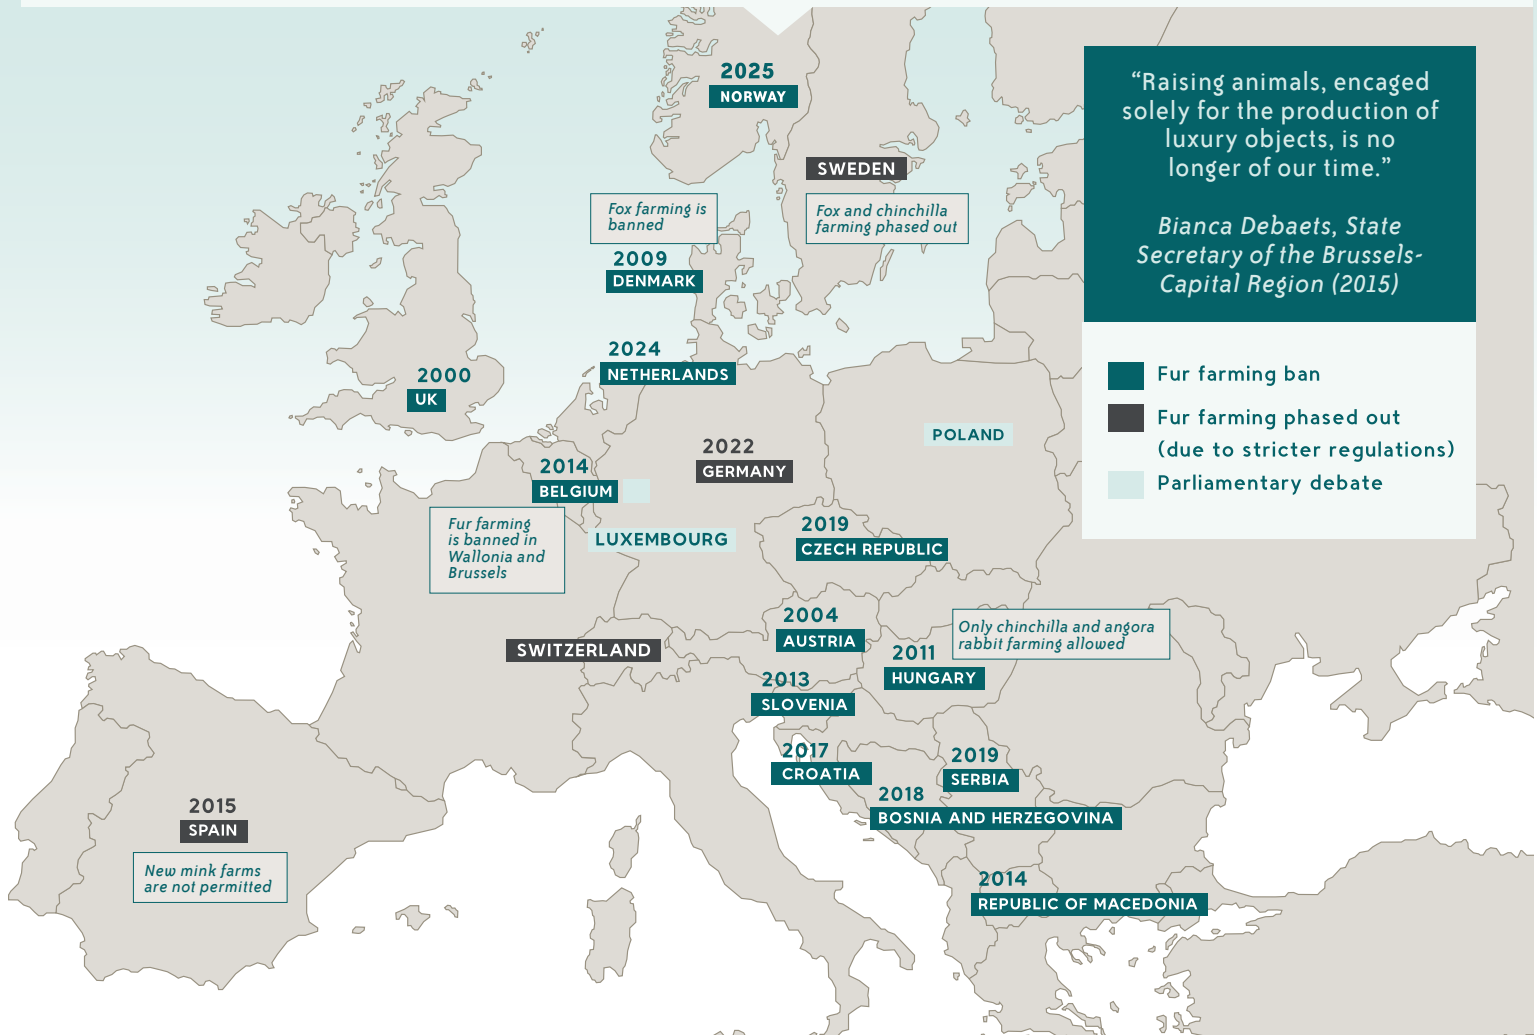 2025
NORWAY
SWEDEN
Fox farming is
banned
Fox and chinchilla
farming phased out
2009
DENMARK
2024
NETHERLANDS
2000
UK
POLAND
2022
GERMANY
2014
BELGIUM
Fur farming
is banned in
Wallonia and
Brussels
LUXEMBOURG
2019
CZECH REPUBLIC
2004
AUSTRIA
Only chinchilla and angora
rabbit farming allowed
SWITZERLAND
2011
HUNGARY
2013
SLOVENIA
2017
CROATIA
2019
SERBIA
2018
BOSNIA AND HERZEGOVINA
2015
SPAIN
New mink farms
are not permitted
2014
REPUBLIC OF MACEDONIA
“Raising animals, encaged
solely for the production of
luxury objects, is no
longer of our time.”
Bianca Debaets, State
Secretary of the Brussels-
Capital Region (2015)
Fur farming ban
Fur farming phased out
(due to stricter regulations)
Parliamentary debate